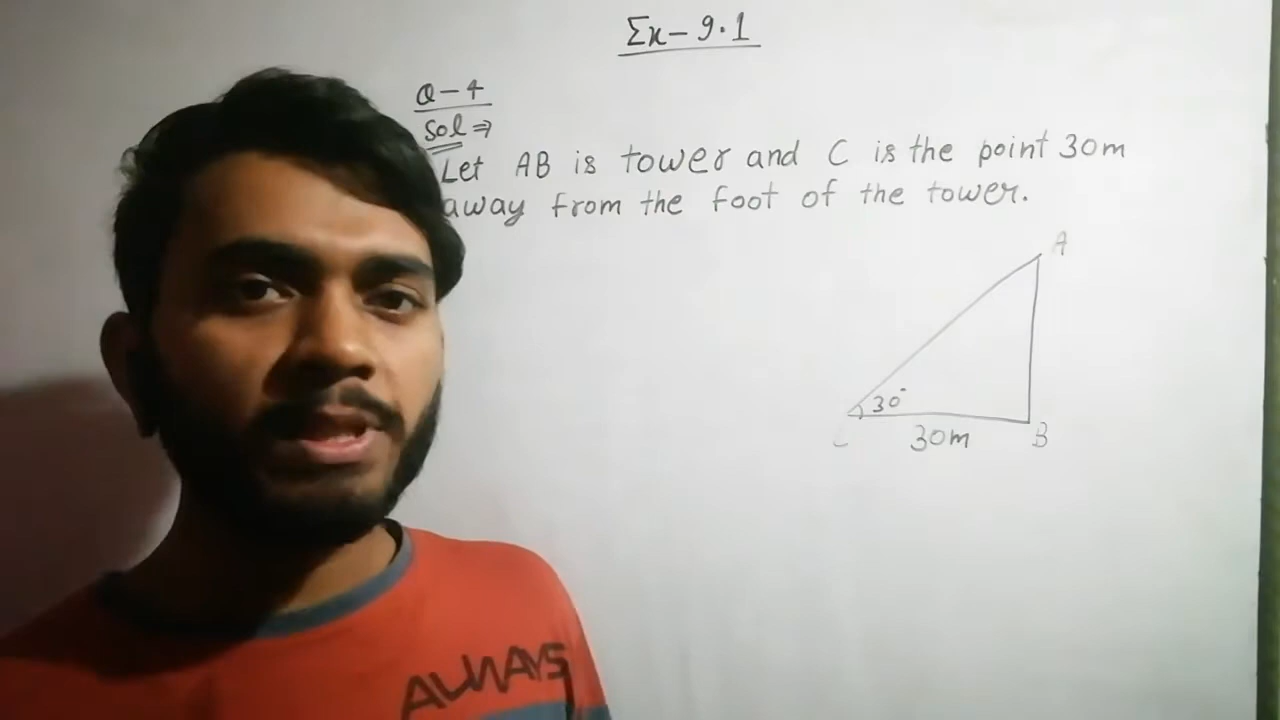 Ex-9.1
Q-4
Sol⇒
Let AB is tower and C is the point 30m
away from the foot of the tower.
A
30°
C
30m
B
ALWAYS